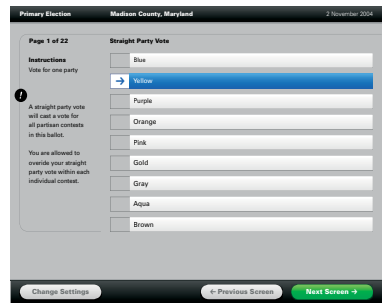 Primary Election Madison County, Maryland 2 November 2004
Page 1 of 22
Straight Party Vote
Instructions
Vote for one party
!
A straight party vote
will cast a vote for
all partisan contests
in this ballot.
You are allowed to
overide your straight
party vote within each
individual contest.
Blue
→ Yellow
Purple
Orange
Pink
Gold
Gray
Aqua
Brown
Change Settings
← Previous Screen
Next Screen →